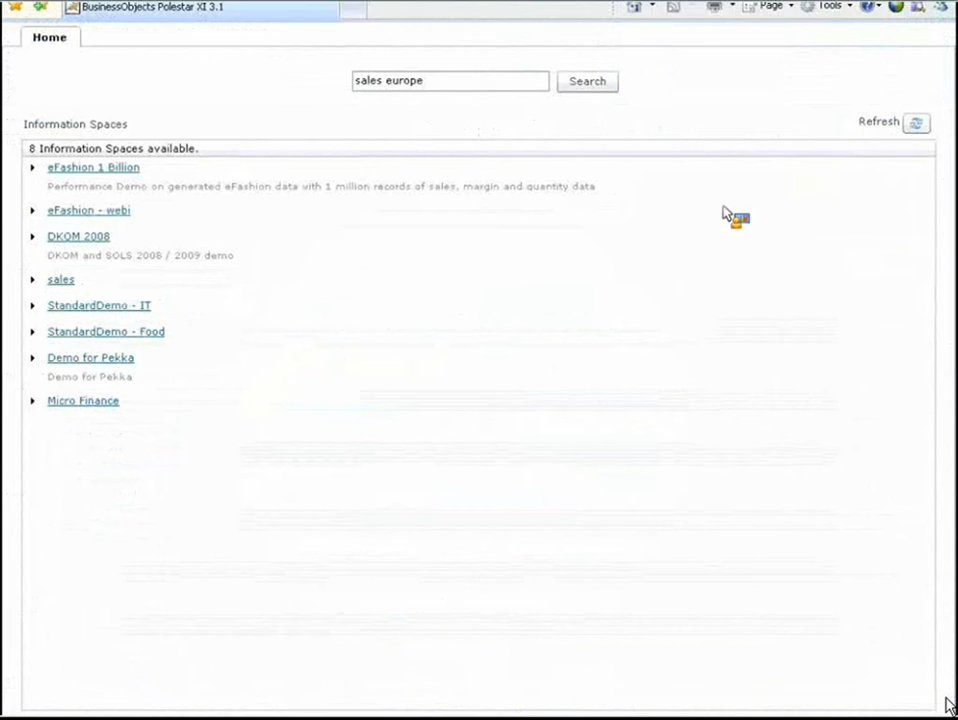 BusinessObjects Polestar XI 3.1
Page
Tools
Home
sales europe
Search
Information Spaces
Refresh
8 Information Spaces available.
eFashion 1 Billion
Performance Demo on generated eFashion data with 1 million records of sales, margin and quantity data
eFashion - webi
DKOM 2008
DKOM and SOLS 2008 / 2009 demo
sales
StandardDemo - IT
StandardDemo - Food
Demo for Pekka
Demo for Pekka
Micro Finance